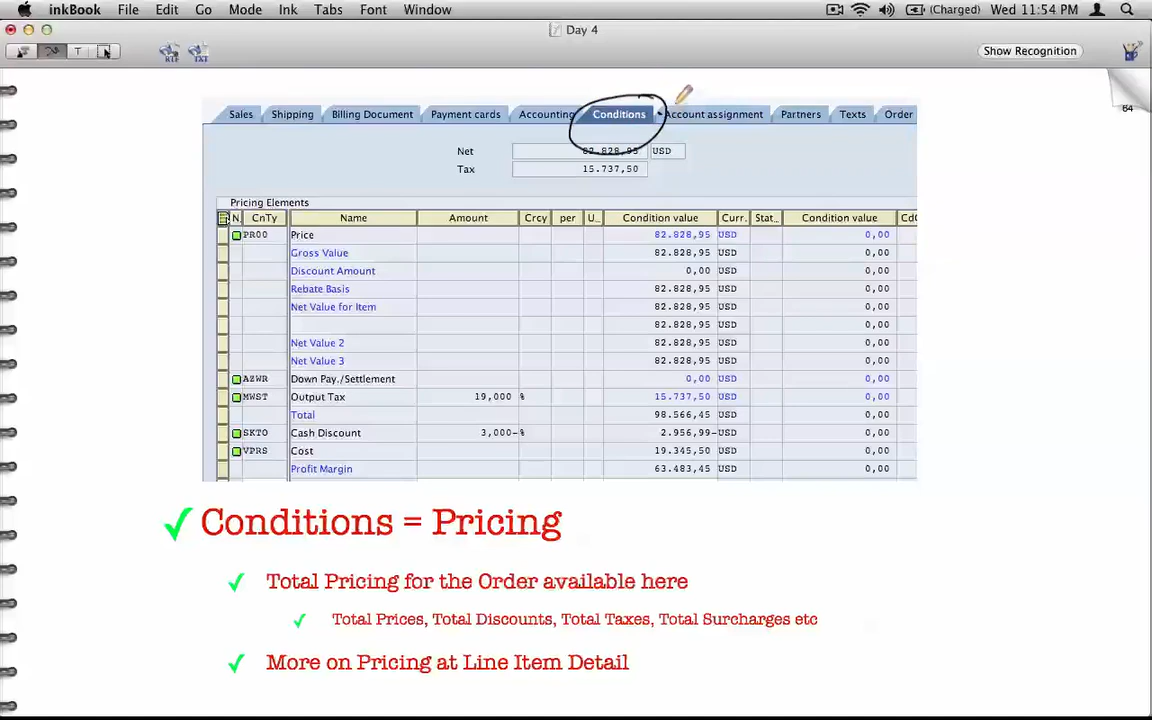 inkBook File Edit Go Mode Ink Tabs Font Window (Charged) Wed 11:54 PM
Day 4
T RTF TXT Show Recognition
64
Sales Shipping Billing Document Payment cards Accounting Conditions Account assignment Partners Texts Order
Net 82.828,95 USD
Tax 15.737,50
Pricing Elements
N. CnTy Name Amount Crcy per U.. Condition value Curr. Stat.. Condition value
PR00 Price 82.828,95 USD 0,00
Gross Value 82.828,95 USD 0,00
Discount Amount 0,00 USD 0,00
Rebate Basis 82.828,95 USD 0,00
Net Value for Item 82.828,95 USD 0,00
82.828,95 USD 0,00
Net Value 2 82.828,95 USD 0,00
Net Value 3 82.828,95 USD 0,00
AZWR Down Pay./Settlement 0,00 USD 0,00
MWST Output Tax 19,000 % 15.737,50 USD 0,00
Total 98.566,45 USD 0,00
SKTO Cash Discount 3,000-% 2.956,99-USD 0,00
VPRS Cost 19.345,50 USD 0,00
Profit Margin 63.483,45 USD 0,00
✓ Conditions = Pricing
✓ Total Pricing for the Order available here
✓ Total Prices, Total Discounts, Total Taxes, Total Surcharges etc
✓ More on Pricing at Line Item Detail